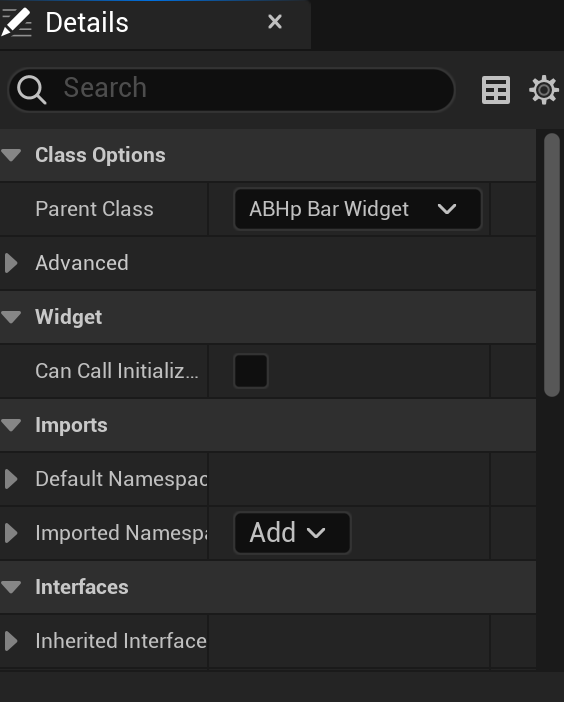 Details
Search
Class Options
Parent Class ABHp Bar Widget
Advanced
Widget
Can Call Initializ...
Imports
Default Namespac
Imported Namespa Add
Interfaces
Inherited Interface